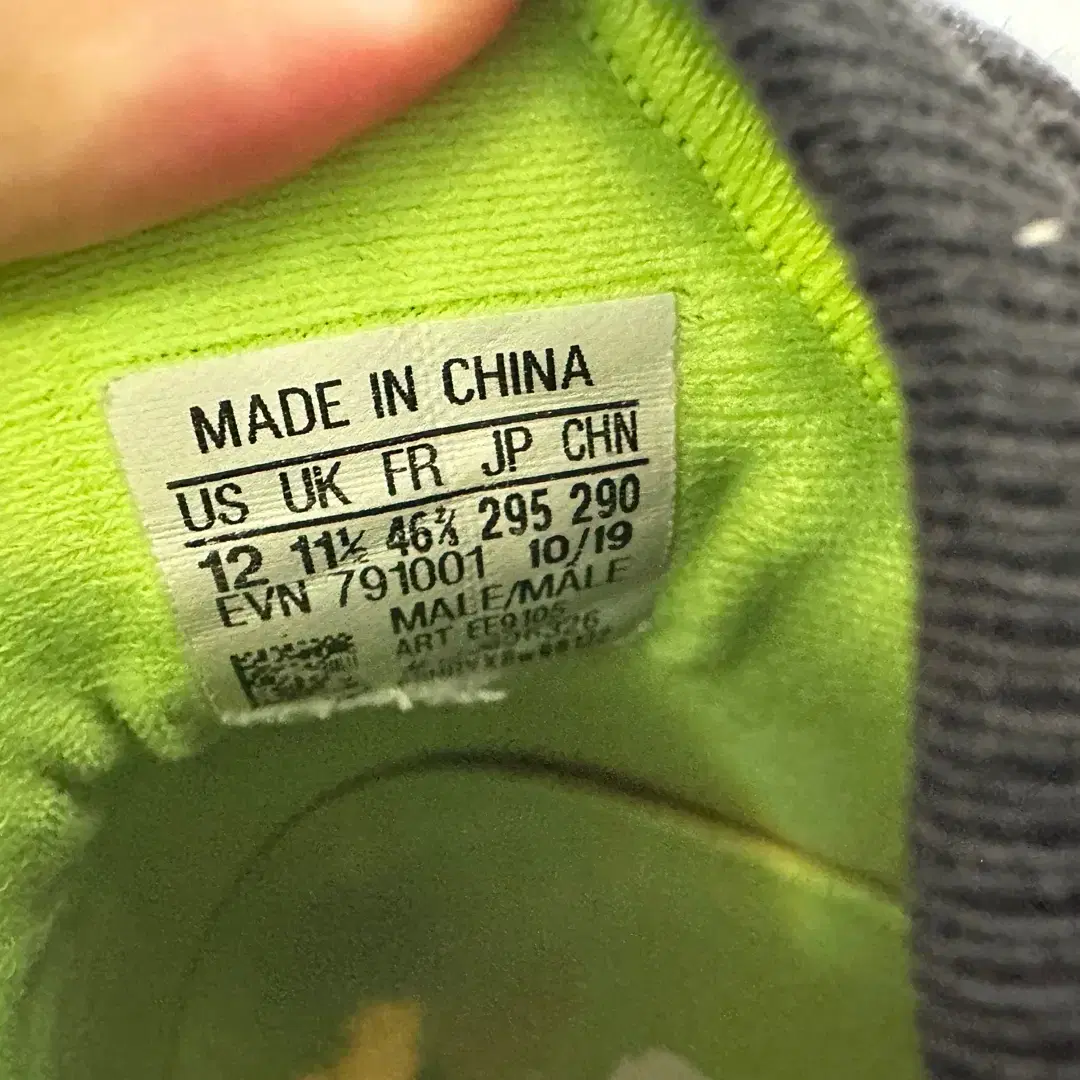 MADE IN CHINA
US UK FR JP CHN
12 11½ 46⅔ 295 290
EVN 791001 10/19
MALE/MÂLE
ART EE9105